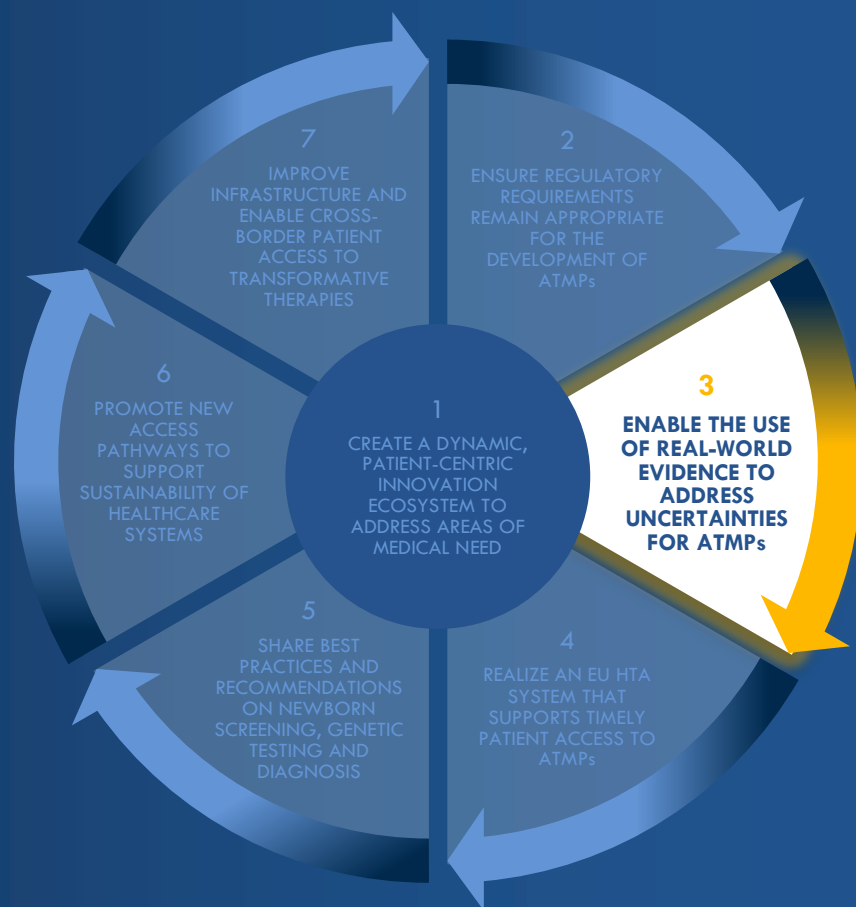 1
CREATE A DYNAMIC,
PATIENT-CENTRIC
INNOVATION
ECOSYSTEM TO
ADDRESS AREAS OF
MEDICAL NEED
2
ENSURE REGULATORY
REQUIREMENTS
REMAIN APPROPRIATE
FOR THE
DEVELOPMENT OF
ATMPs
3
ENABLE THE USE
OF REAL-WORLD
EVIDENCE TO
ADDRESS
UNCERTAINTIES
FOR ATMPs
4
REALIZE AN EU HTA
SYSTEM THAT
SUPPORTS TIMELY
PATIENT ACCESS TO
ATMPs
5
SHARE BEST
PRACTICES AND
RECOMMENDATIONS
ON NEWBORN
SCREENING, GENETIC
TESTING AND
DIAGNOSIS
6
PROMOTE NEW
ACCESS
PATHWAYS TO
SUPPORT
SUSTAINABILITY OF
HEALTHCARE
SYSTEMS
7
IMPROVE
INFRASTRUCTURE AND
ENABLE CROSS-
BORDER PATIENT
ACCESS TO
TRANSFORMATIVE
THERAPIES